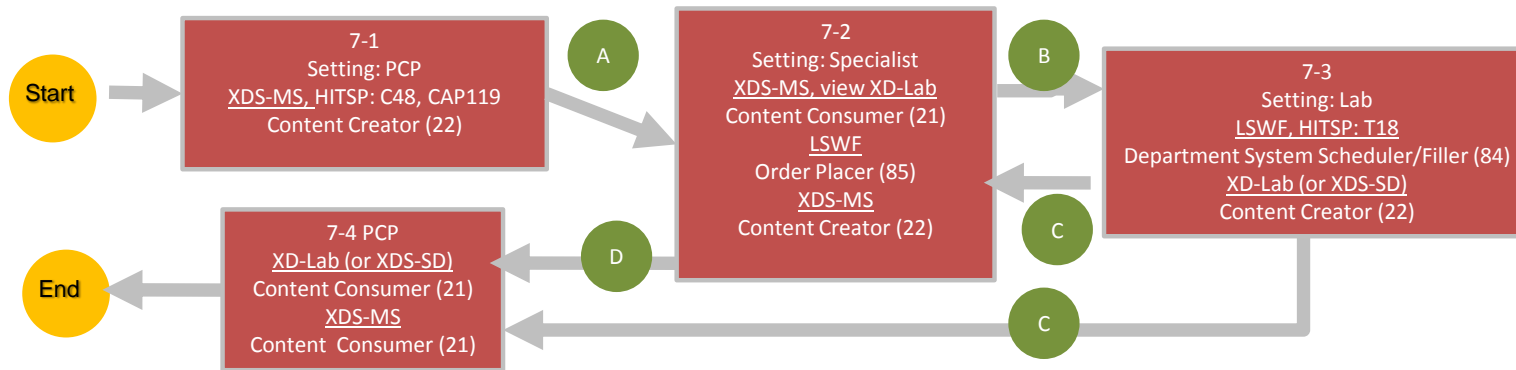 Start
7-1
Setting: PCP
XDS-MS, HITSP: C48, CAP119
Content Creator (22)
A
7-2
Setting: Specialist
XDS-MS, view XD-Lab
Content Consumer (21)
LSWF
Order Placer (85)
XDS-MS
Content Creator (22)
B
7-3
Setting: Lab
LSWF, HITSP: T18
Department System Scheduler/Filler (84)
XD-Lab (or XDS-SD)
Content Creator (22)
C
D
7-4 PCP
XD-Lab (or XDS-SD)
Content Consumer (21)
XDS-MS
Content  Consumer (21)
C
End